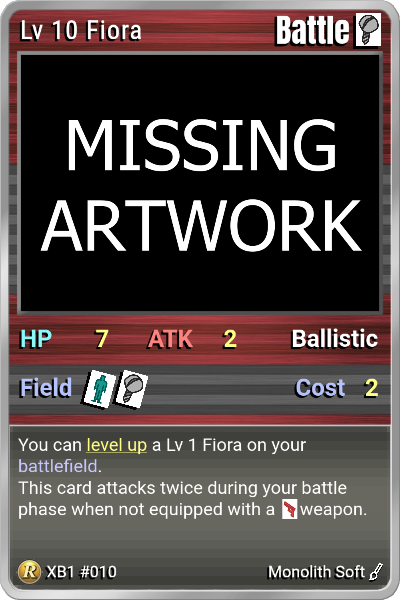 Lv 10 Fiora Battle
MISSING
ARTWORK
HP 7 ATK 2 Ballistic
Field Cost 2
You can level up a Lv 1 Fiora on your
battlefield.
This card attacks twice during your battle
phase when not equipped with a weapon.
R XB1 #010 Monolith Soft